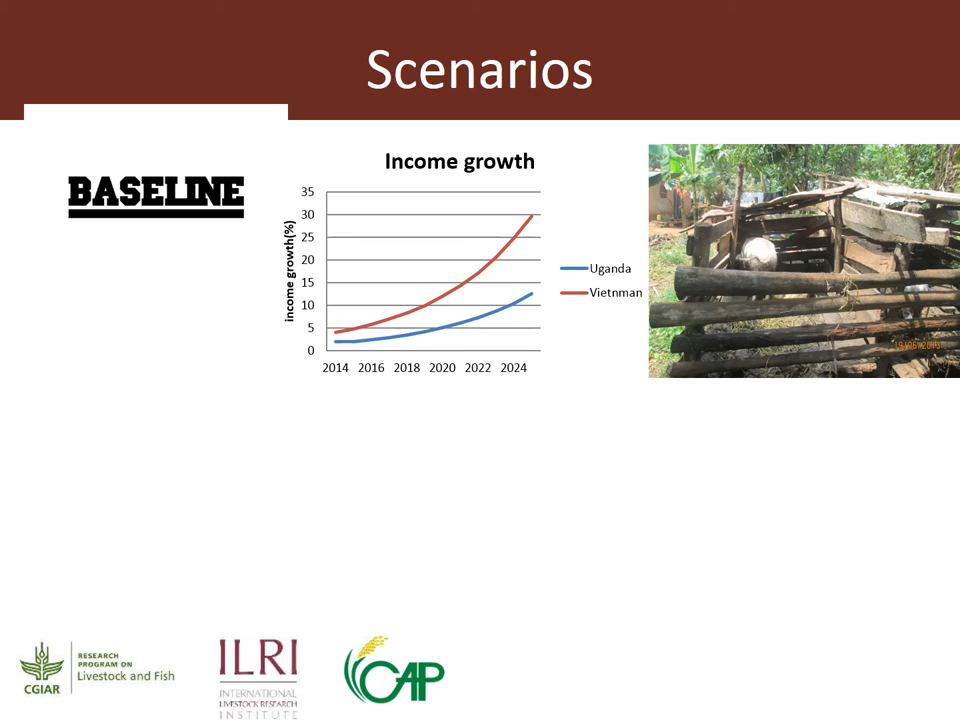 Scenarios
BASELINE
Income growth
income growth(%)
35
30
25
20
15
10
5
0
2014 2016 2018 2020 2022 2024
Uganda
Vietnman
CGIAR
RESEARCH
PROGRAM ON
Livestock and Fish
ILRI
INTERNATIONAL
LIVESTOCK RESEARCH
INSTITUTE
CAP